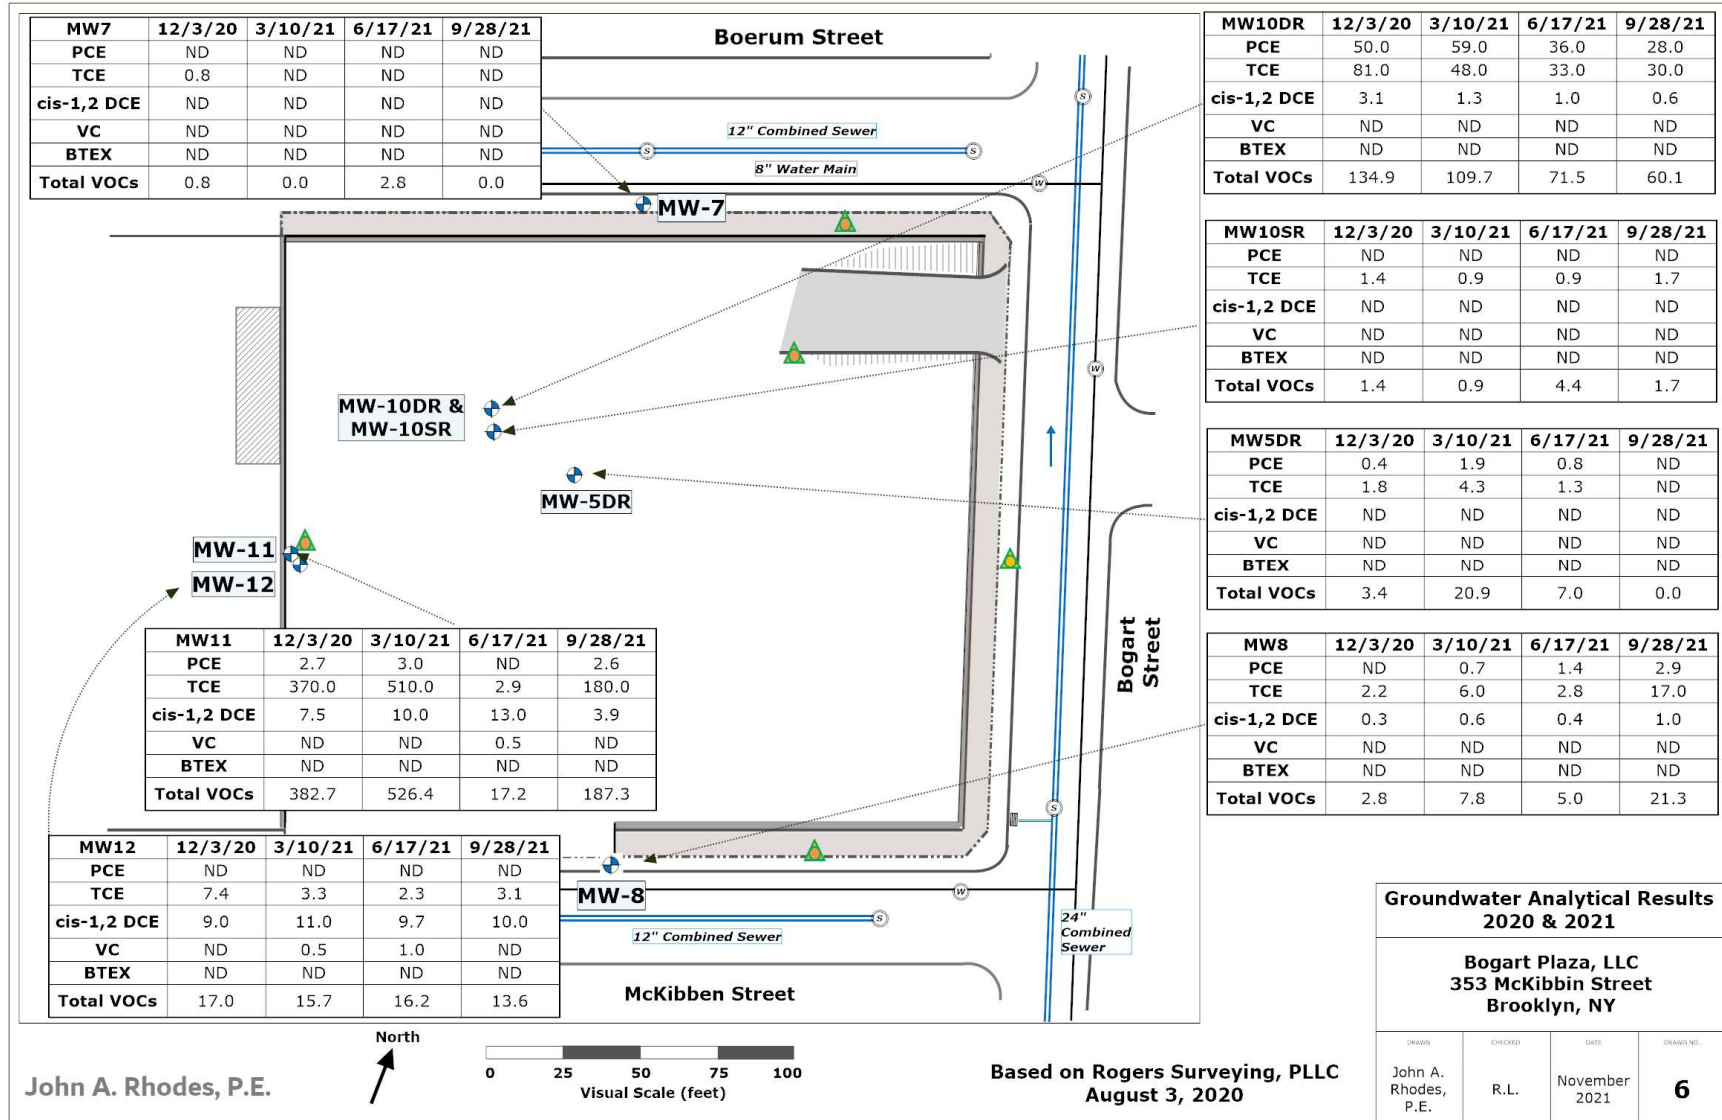 MW7 12/3/20 3/10/21 6/17/21 9/28/21
PCE ND ND ND ND
TCE 0.8 ND ND ND
cis-1,2 DCE ND ND ND ND
VC ND ND ND ND
BTEX ND ND ND ND
Total VOCs 0.8 0.0 2.8 0.0
Boerum Street
12" Combined Sewer
S
S
S
8" Water Main
W
MW-7
MW10DR 12/3/20 3/10/21 6/17/21 9/28/21
PCE 50.0 59.0 36.0 28.0
TCE 81.0 48.0 33.0 30.0
cis-1,2 DCE 3.1 1.3 1.0 0.6
VC ND ND ND ND
BTEX ND ND ND ND
Total VOCs 134.9 109.7 71.5 60.1
MW10SR 12/3/20 3/10/21 6/17/21 9/28/21
PCE ND ND ND ND
TCE 1.4 0.9 0.9 1.7
cis-1,2 DCE ND ND ND ND
VC ND ND ND ND
BTEX ND ND ND ND
Total VOCs 1.4 0.9 4.4 1.7
W
MW-10DR &
MW-10SR
MW-5DR
MW5DR 12/3/20 3/10/21 6/17/21 9/28/21
PCE 0.4 1.9 0.8 ND
TCE 1.8 4.3 1.3 ND
cis-1,2 DCE ND ND ND ND
VC ND ND ND ND
BTEX ND ND ND ND
Total VOCs 3.4 20.9 7.0 0.0
MW-11
MW-12
MW11 12/3/20 3/10/21 6/17/21 9/28/21
PCE 2.7 3.0 ND 2.6
TCE 370.0 510.0 2.9 180.0
cis-1,2 DCE 7.5 10.0 13.0 3.9
VC ND ND 0.5 ND
BTEX ND ND ND ND
Total VOCs 382.7 526.4 17.2 187.3
Bogart
Street
MW8 12/3/20 3/10/21 6/17/21 9/28/21
PCE ND 0.7 1.4 2.9
TCE 2.2 6.0 2.8 17.0
cis-1,2 DCE 0.3 0.6 0.4 1.0
VC ND ND ND ND
BTEX ND ND ND ND
Total VOCs 2.8 7.8 5.0 21.3
S
MW12 12/3/20 3/10/21 6/17/21 9/28/21
PCE ND ND ND ND
TCE 7.4 3.3 2.3 3.1
cis-1,2 DCE 9.0 11.0 9.7 10.0
VC ND 0.5 1.0 ND
BTEX ND ND ND ND
Total VOCs 17.0 15.7 16.2 13.6
MW-8
W
S
12" Combined Sewer
24"
Combined
Sewer
McKibben Street
North
0 25 50 75 100
Visual Scale (feet)
John A. Rhodes, P.E.
Based on Rogers Surveying, PLLC
August 3, 2020
Groundwater Analytical Results
2020 & 2021
Bogart Plaza, LLC
353 McKibbin Street
Brooklyn, NY
DRAWN CHECKED DATE DRAWG NO.
John A.
Rhodes,
P.E.
R.L.
November
2021
6